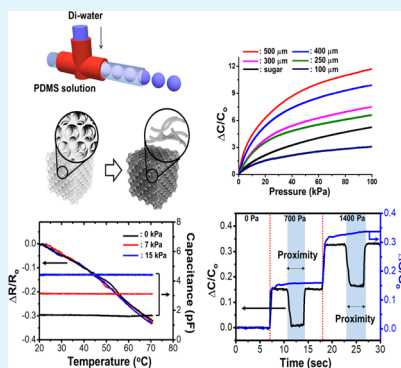 Di-water
PDMS solution
: 500 μm : 400 μm
: 300 μm : 250 μm
: sugar : 100 μm
ΔC/Co
12
9
6
3
0
0 20 40 60 80 100
Pressure (kPa)
ΔR/Ro
0.0
-0.1
-0.2
-0.3
-0.4
: 0 kPa
: 7 kPa
: 15 kPa
8
6
4
2
0
Capacitance (pF)
20 30 40 50 60 70 80
Temperature (oC)
ΔC/Co
0.4
0.3
0.2
0.1
0.0
0 Pa 700 Pa 1400 Pa
Proximity
Proximity
0.4
0.3
0.2
0.1
0.0
0 5 10 15 20 25 30
Time (sec)